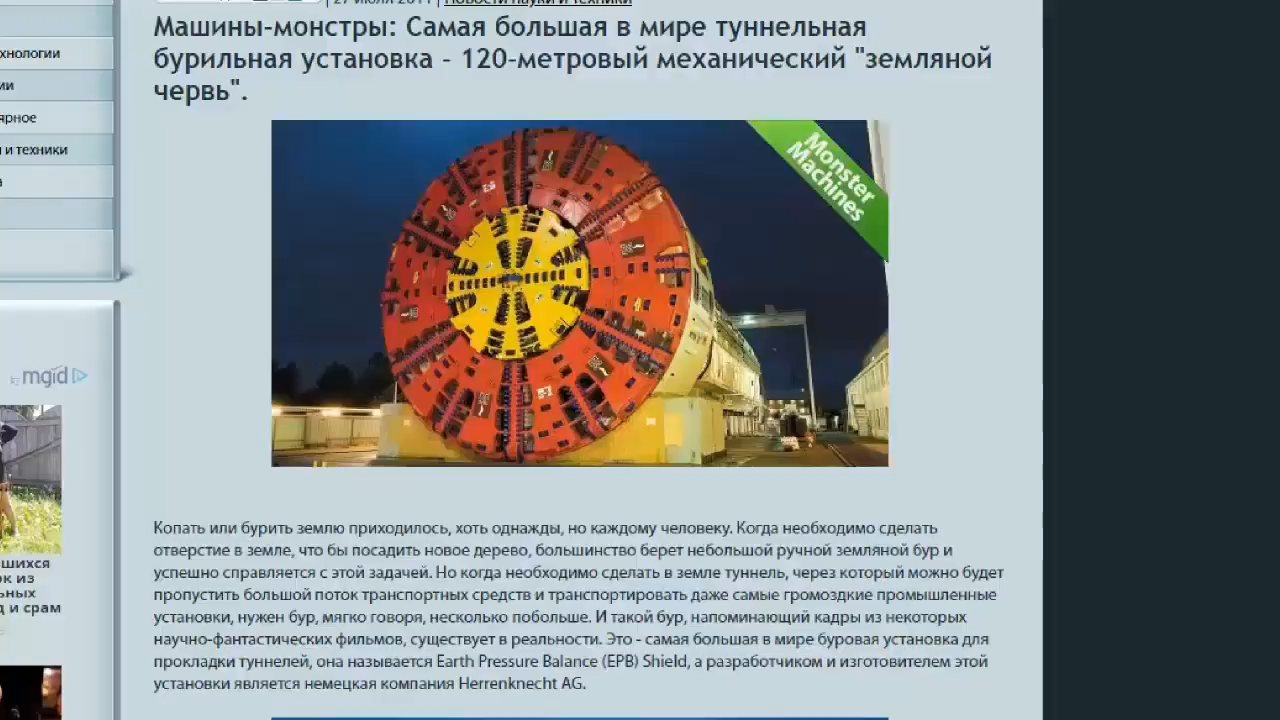 27 июля 2011 | Новости науки и техники
Машины-монстры: Самая большая в мире туннельная
бурильная установка - 120-метровый механический "земляной
червь".
хнологии
ии
ярное
и техники
а
Monster
Machines
by mgid
Копать или бурить землю приходилось, хоть однажды, но каждому человеку. Когда необходимо сделать
отверстие в земле, что бы посадить новое дерево, большинство берет небольшой ручной земляной бур и
успешно справляется с этой задачей. Но когда необходимо сделать в земле туннель, через который можно будет
пропустить большой поток транспортных средств и транспортировать даже самые громоздкие промышленные
установки, нужен бур, мягко говоря, несколько побольше. И такой бур, напоминающий кадры из некоторых
научно-фантастических фильмов, существует в реальности. Это - самая большая в мире буровая установка для
прокладки туннелей, она называется Earth Pressure Balance (EPB) Shield, а разработчиком и изготовителем этой
установки является немецкая компания Herrenknecht AG.
шихся
ок из
ьных
д и срам